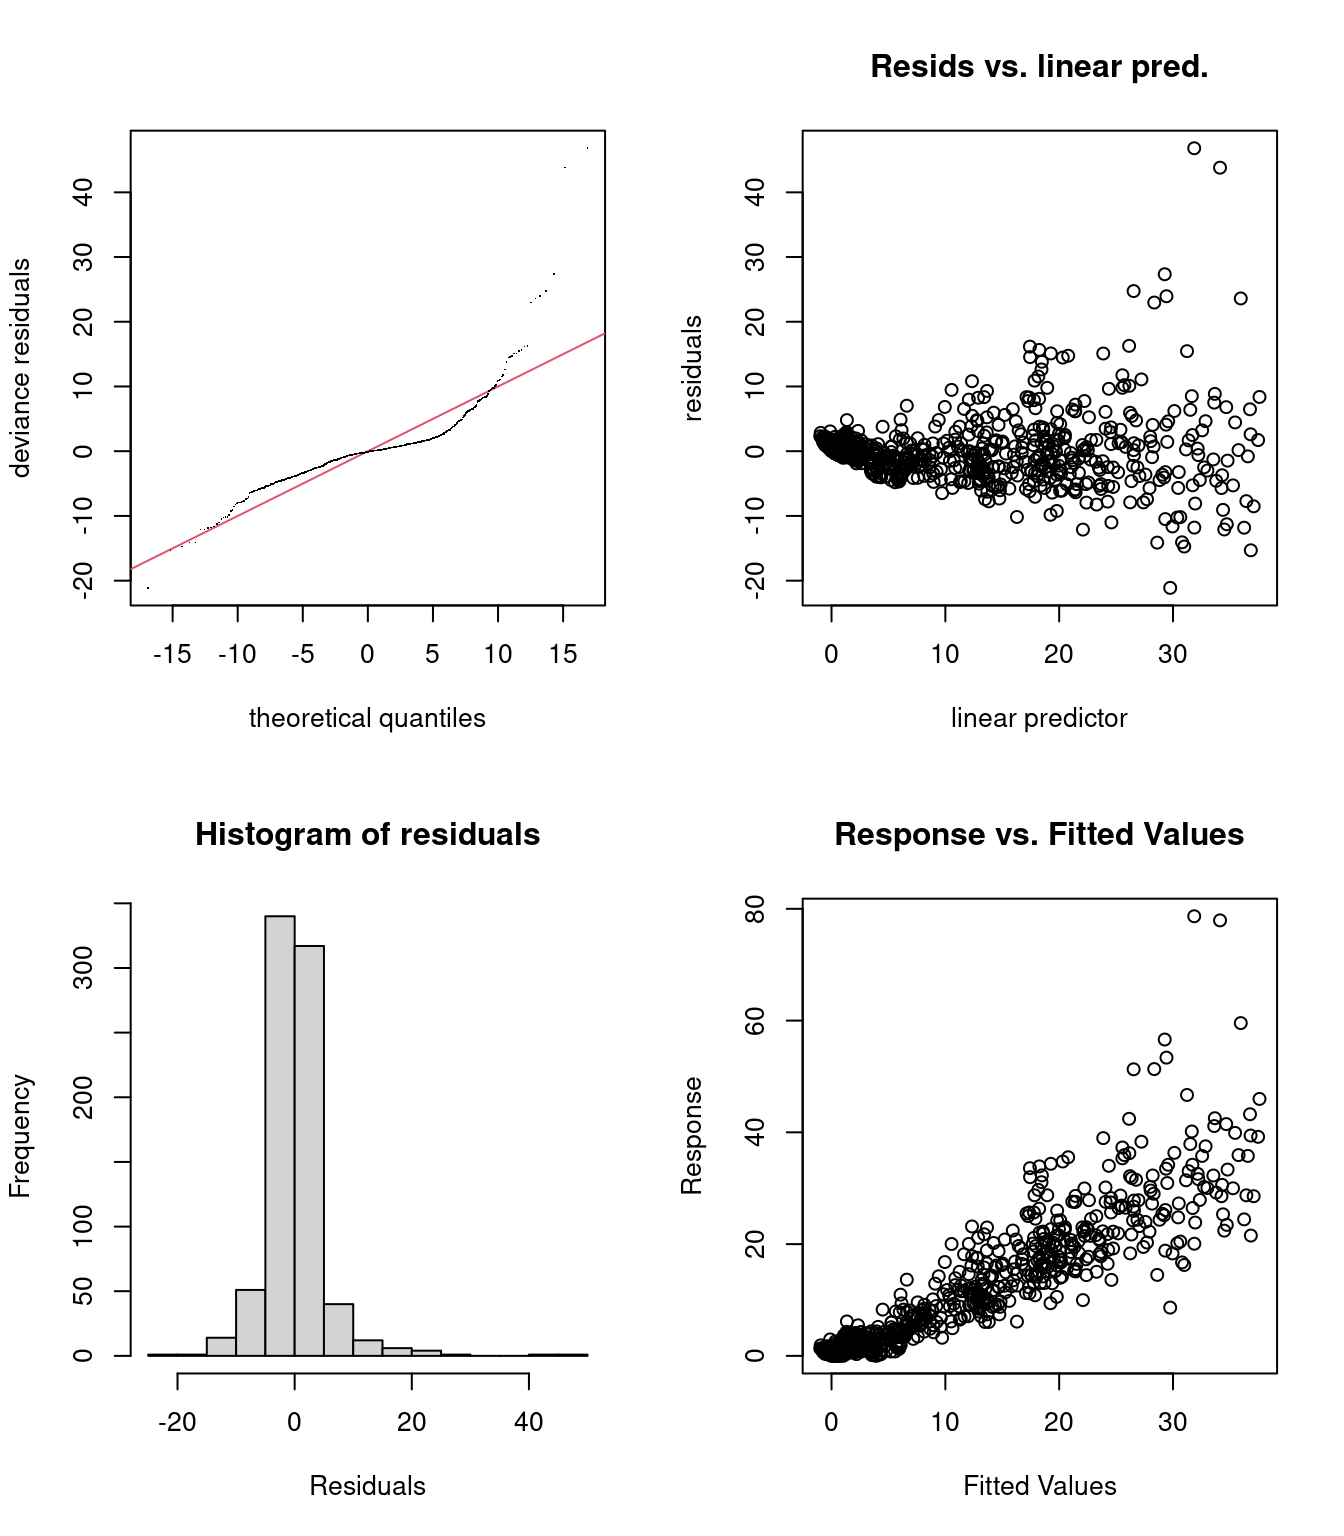 deviance residuals
40
30
20
10
0
-10
-20
-15 -10 -5 0 5 10 15
theoretical quantiles
Resids vs. linear pred.
residuals
40
30
20
10
0
-10
-20
0 10 20 30
linear predictor
Histogram of residuals
Frequency
300
200
100
50
0
-20 0 20 40
Residuals
Response vs. Fitted Values
Response
80
60
40
20
0
0 10 20 30
Fitted Values